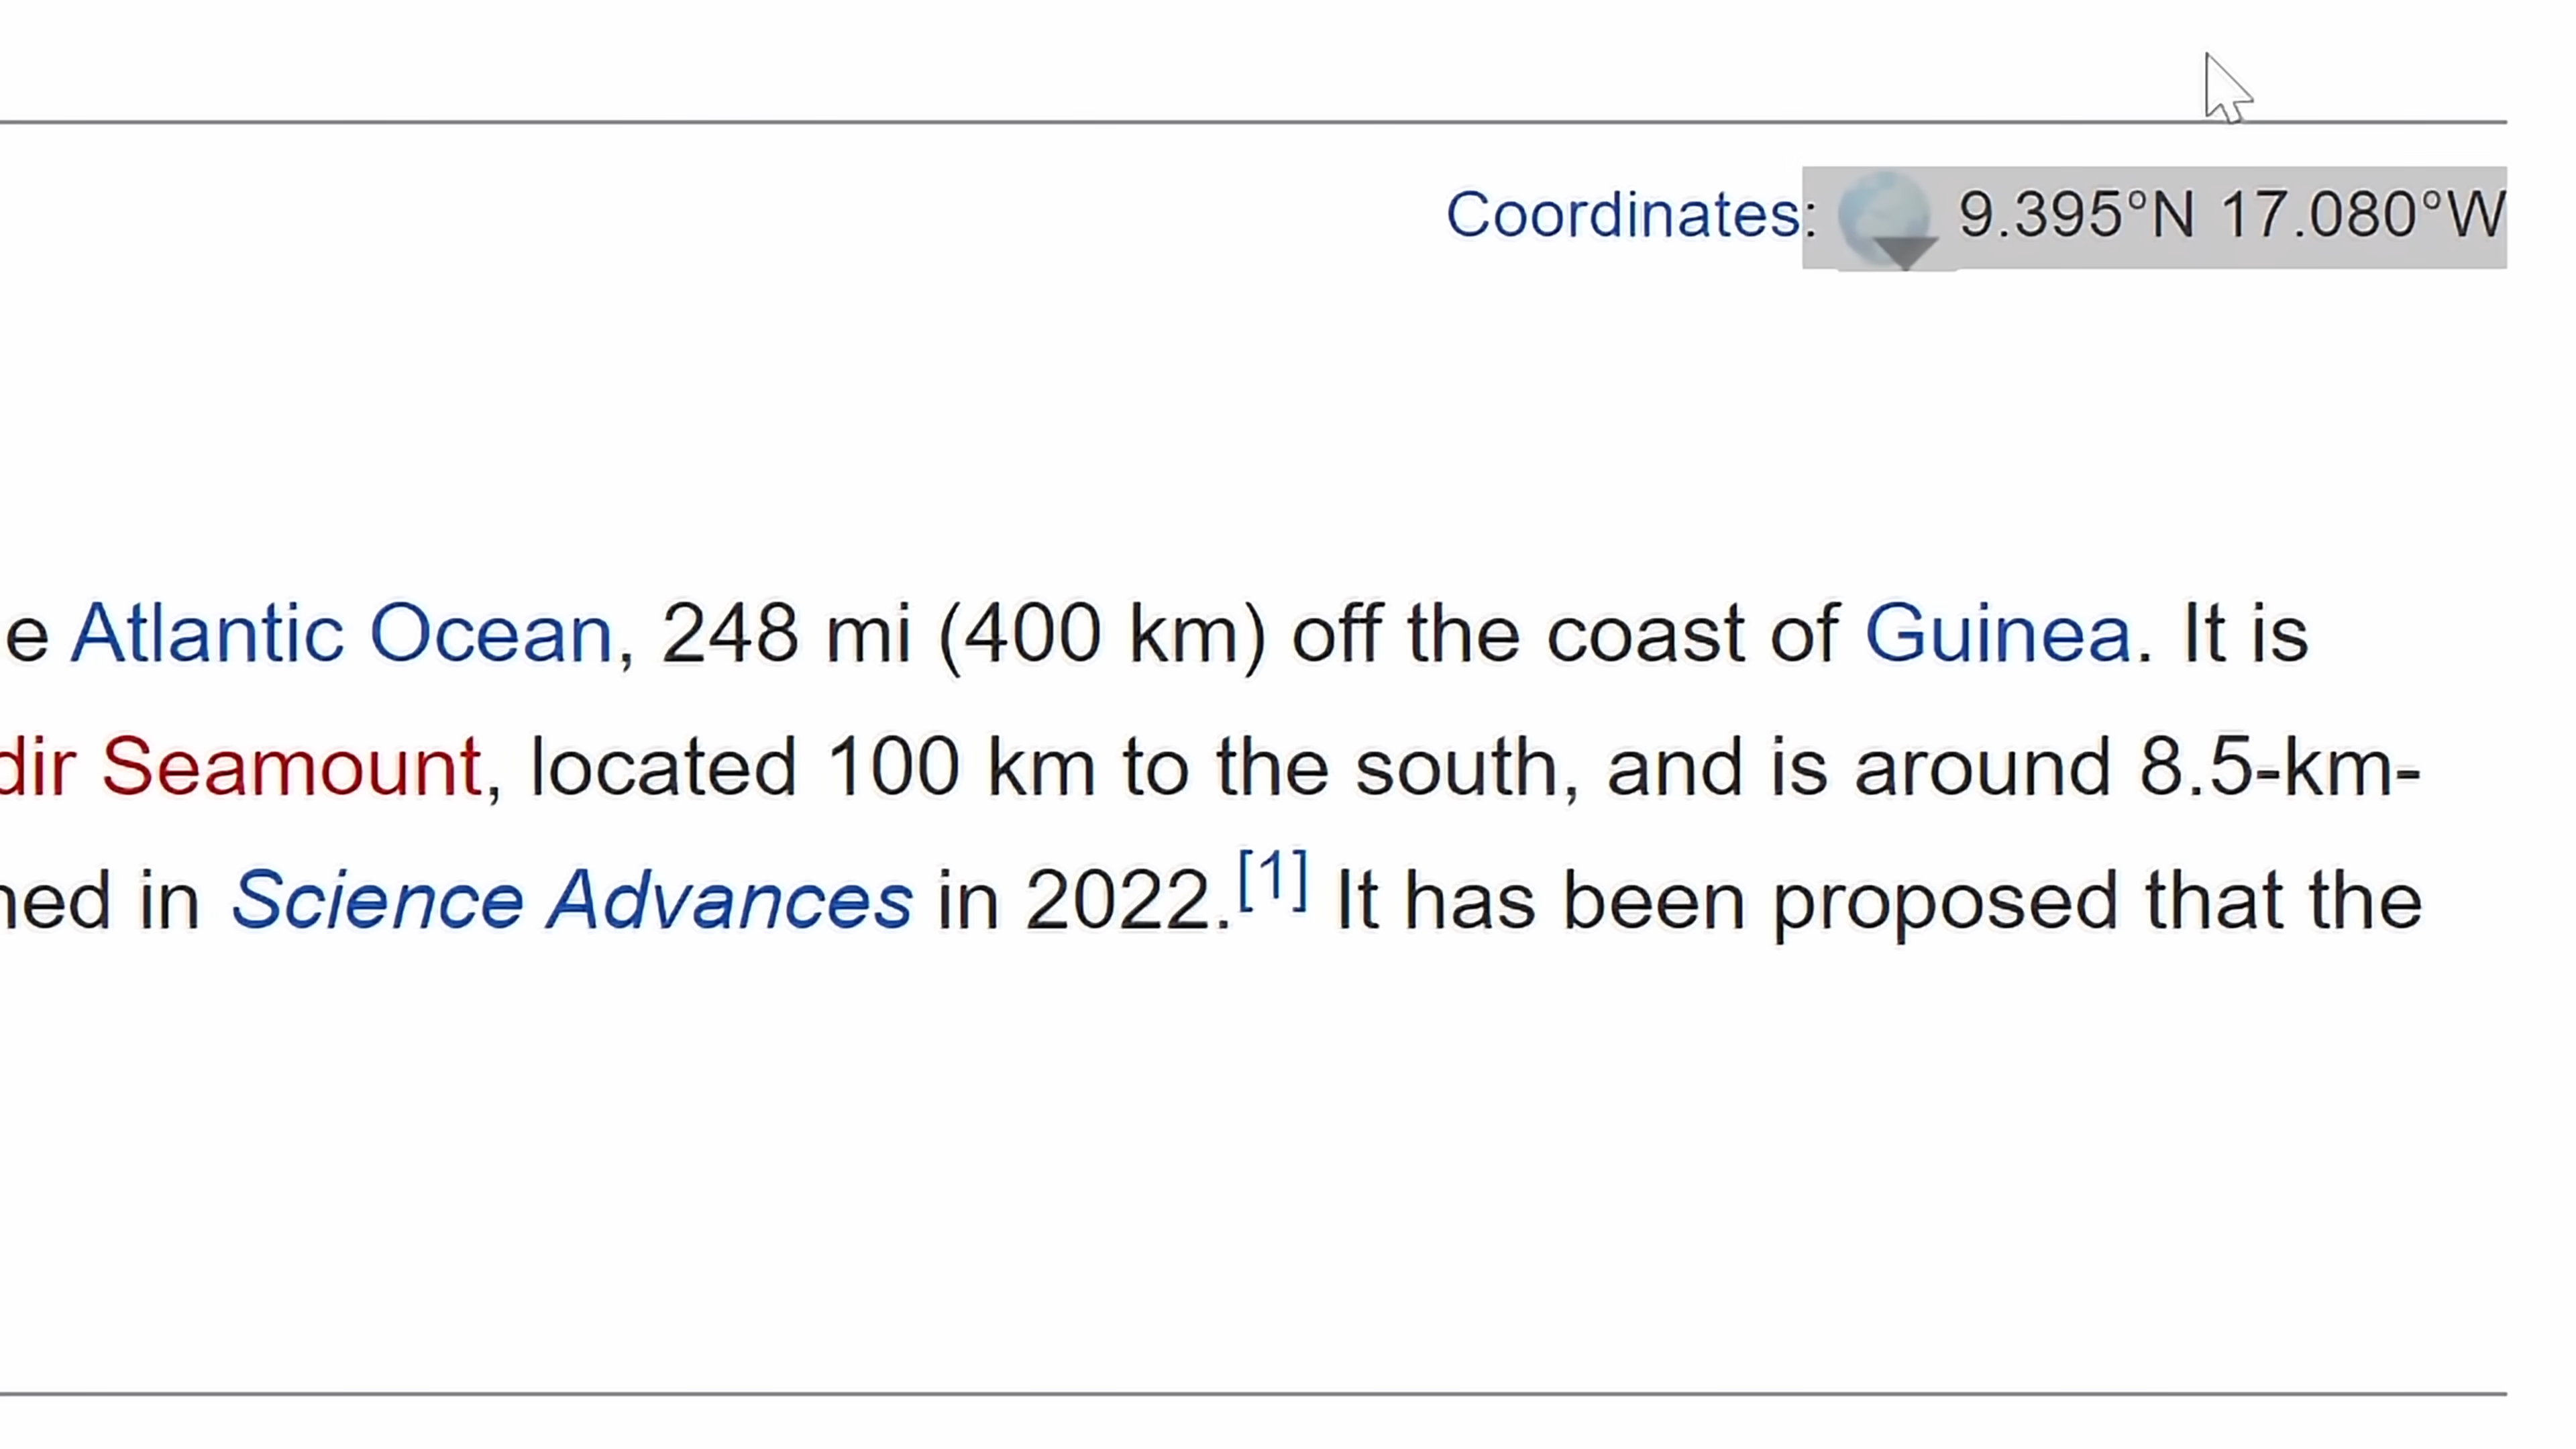 Coordinates: 9.395°N 17.080°W
e Atlantic Ocean, 248 mi (400 km) off the coast of Guinea. It is
dir Seamount, located 100 km to the south, and is around 8.5-km-
ned in Science Advances in 2022.[1] It has been proposed that the